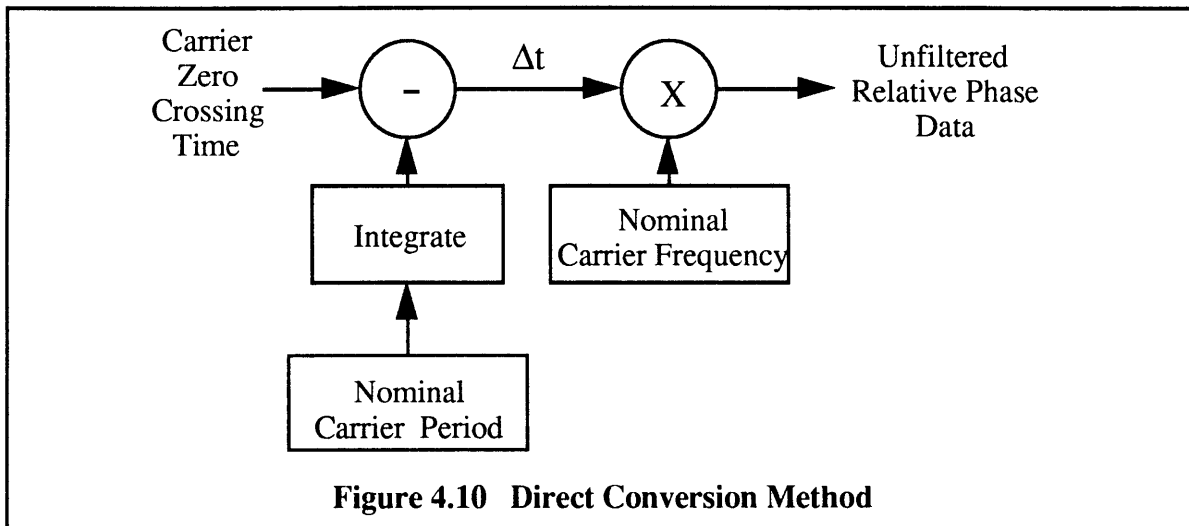 Carrier
Zero
Crossing
Time
-
Δt
X
Unfiltered
Relative Phase
Data
Integrate
Nominal
Carrier Frequency
Nominal
Carrier Period
Figure 4.10 Direct Conversion Method